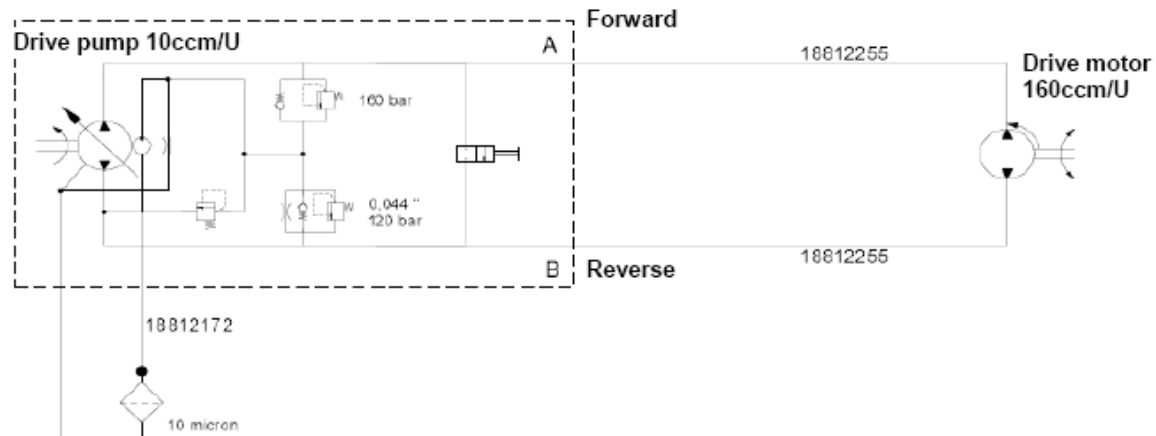 Forward
Drive pump 10ccm/U
A
18812255
Drive motor
160ccm/U
160 bar
0,044 "
120 bar
B
Reverse
18812255
18812172
10 micron